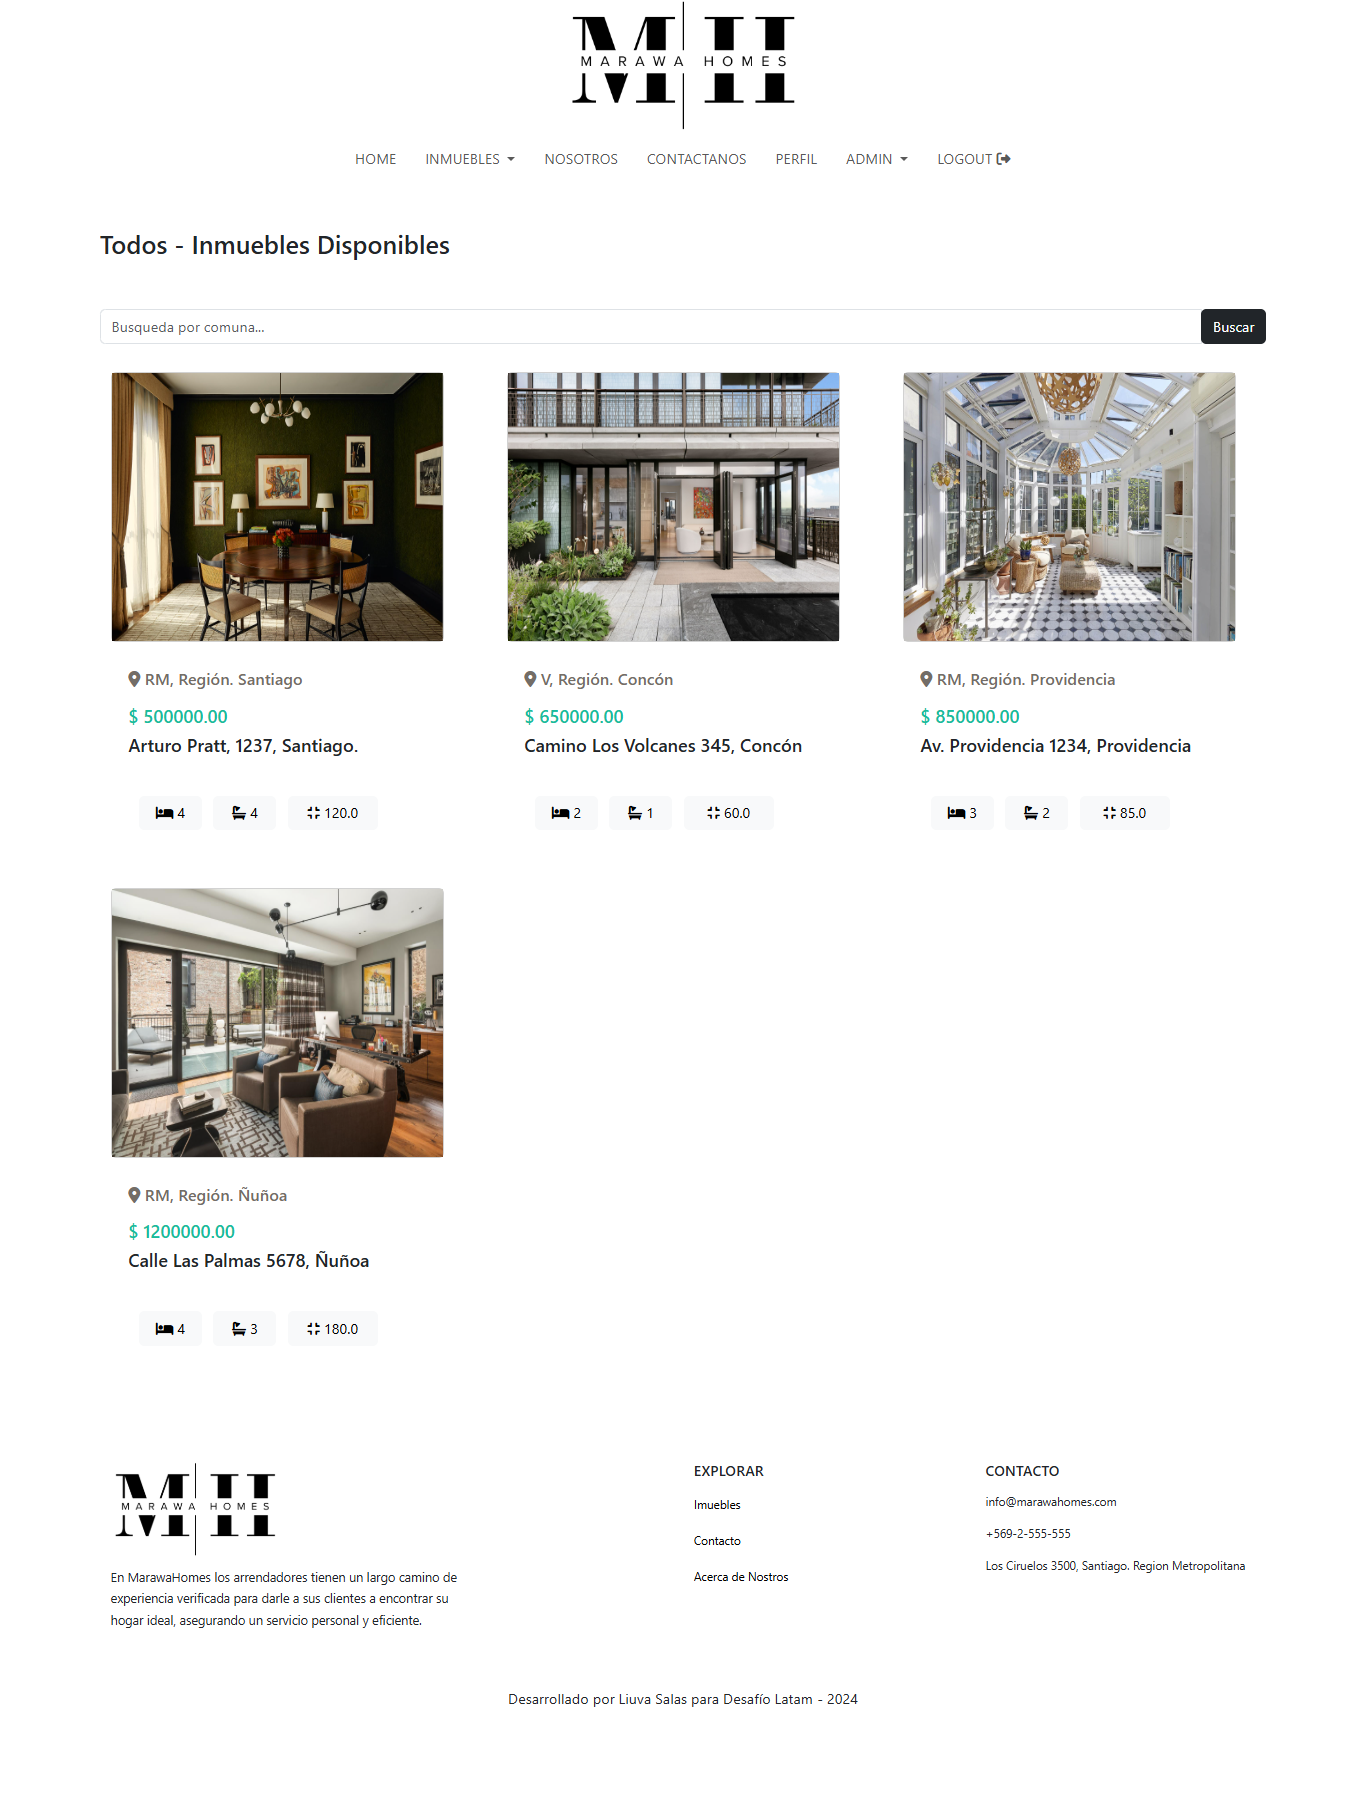 MARAWA HOMES
HOME INMUEBLES NOSOTROS CONTACTANOS PERFIL ADMIN LOGOUT
Todos - Inmuebles Disponibles
Busqueda por comuna... Buscar
RM, Región. Santiago
$ 500000.00
Arturo Pratt, 1237, Santiago.
4 4 120.0
V, Región. Concón
$ 650000.00
Camino Los Volcanes 345, Concón
2 1 60.0
RM, Región. Providencia
$ 850000.00
Av. Providencia 1234, Providencia
3 2 85.0
RM, Región. Ñuñoa
$ 1200000.00
Calle Las Palmas 5678, Ñuñoa
4 3 180.0
MH
MARAWA HOMES
En MarawaHomes los arrendadores tienen un largo camino de
experiencia verificada para darle a sus clientes a encontrar su
hogar ideal, asegurando un servicio personal y eficiente.
EXPLORAR
Imuebles
Contacto
Acerca de Nostros
CONTACTO
info@marawahomes.com
+569-2-555-555
Los Ciruelos 3500, Santiago. Region Metropolitana
Desarrollado por Liuva Salas para Desafío Latam - 2024